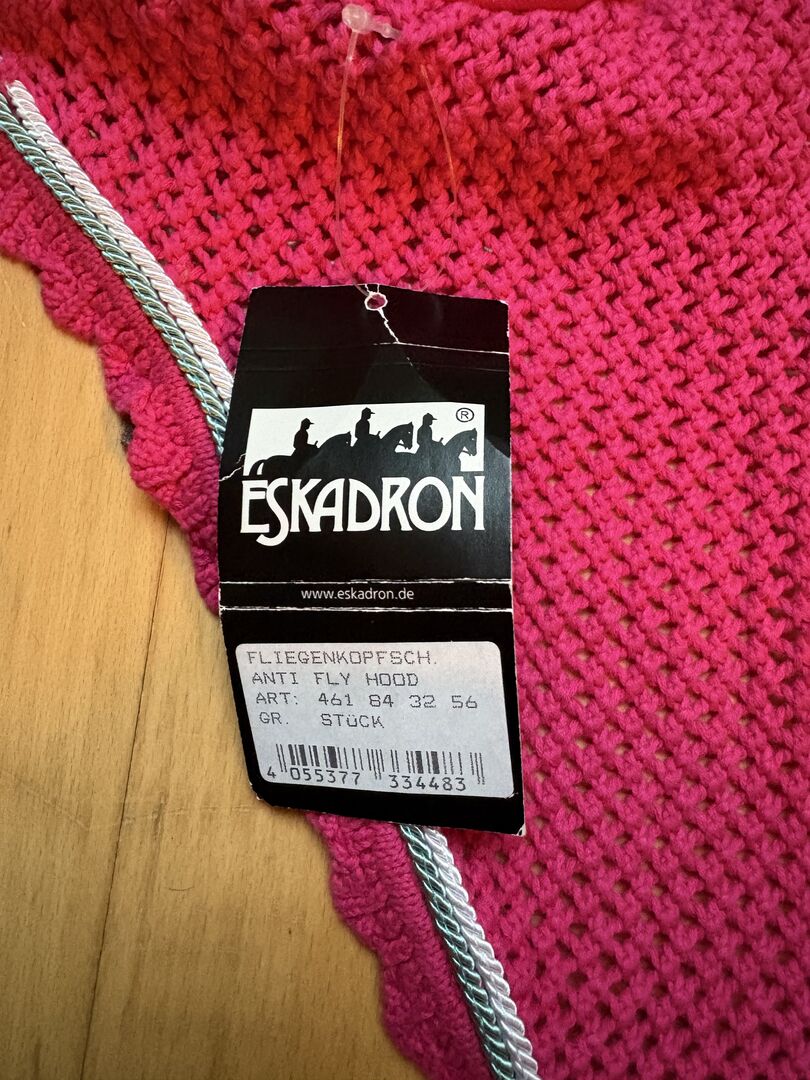 ®
ESKADRON
www.eskadron.de
FLIEGENKOPFSCH.
ANTI FLY HOOD
ART: 461 84 32 56
GR. STüCK
4 055377 334483